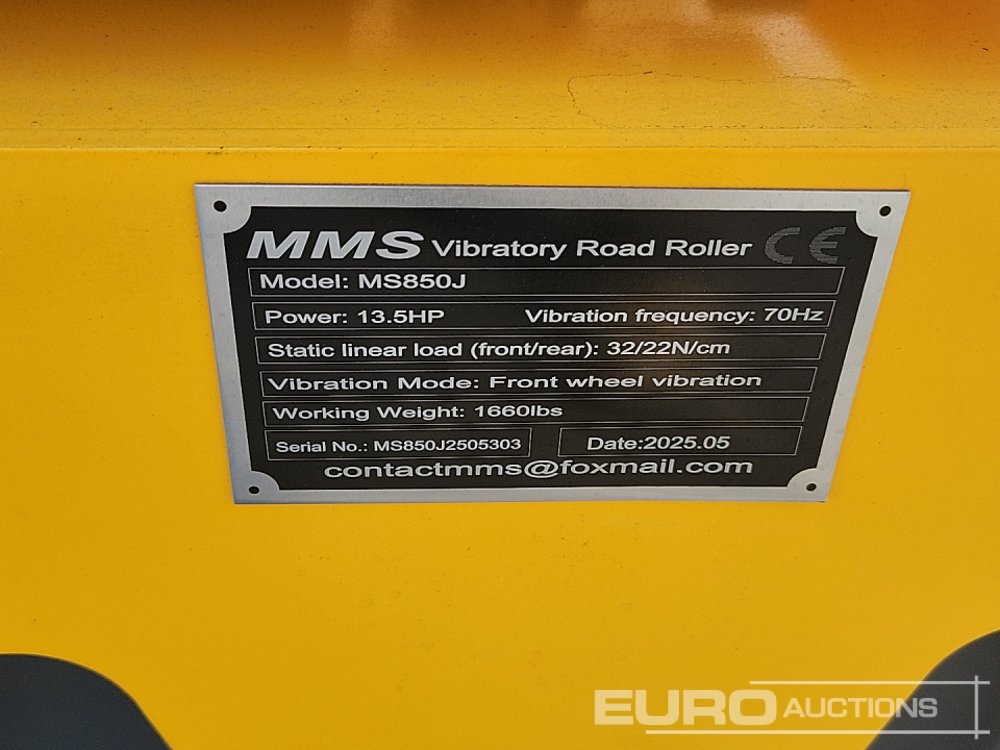 MMS Vibratory Road Roller CE
Model: MS850J
Power: 13.5HP Vibration frequency: 70Hz
Static linear load (front/rear): 32/22N/cm
Vibration Mode: Front wheel vibration
Working Weight: 1660lbs
Serial No.: MS850J2505303 Date:2025.05
contactmms@foxmail.com
EURO AUCTIONS